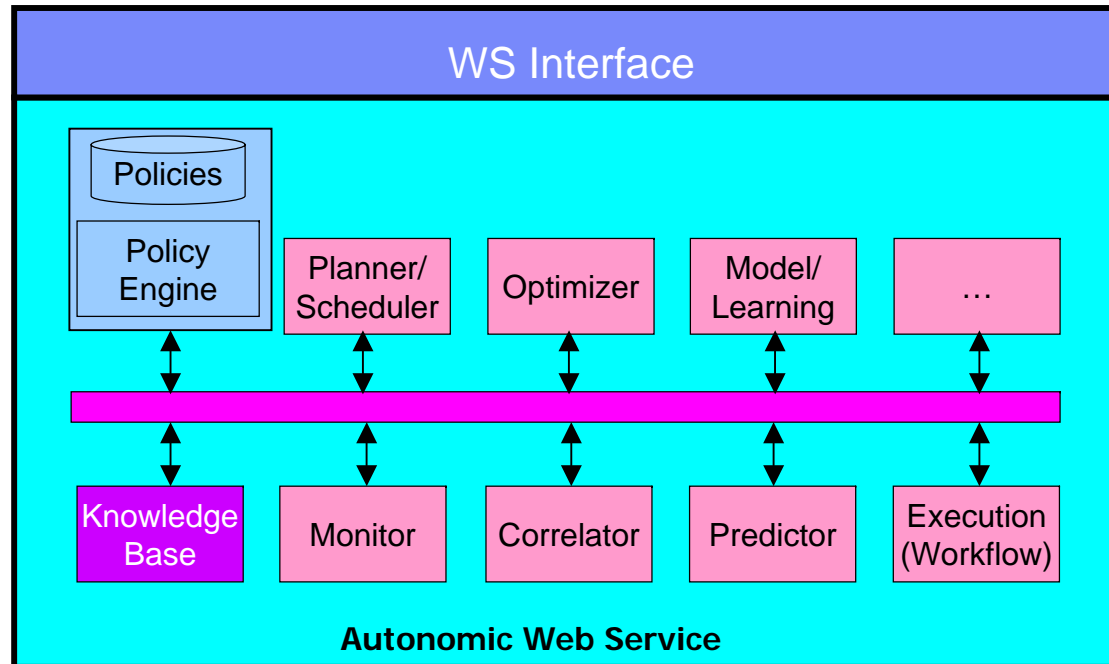 WS Interface
Policies
Policy
Engine
Planner/
Scheduler
Optimizer
Model/
Learning
…
Knowledge
Base
Monitor
Correlator
Predictor
Execution
(Workflow)
Autonomic Web Service